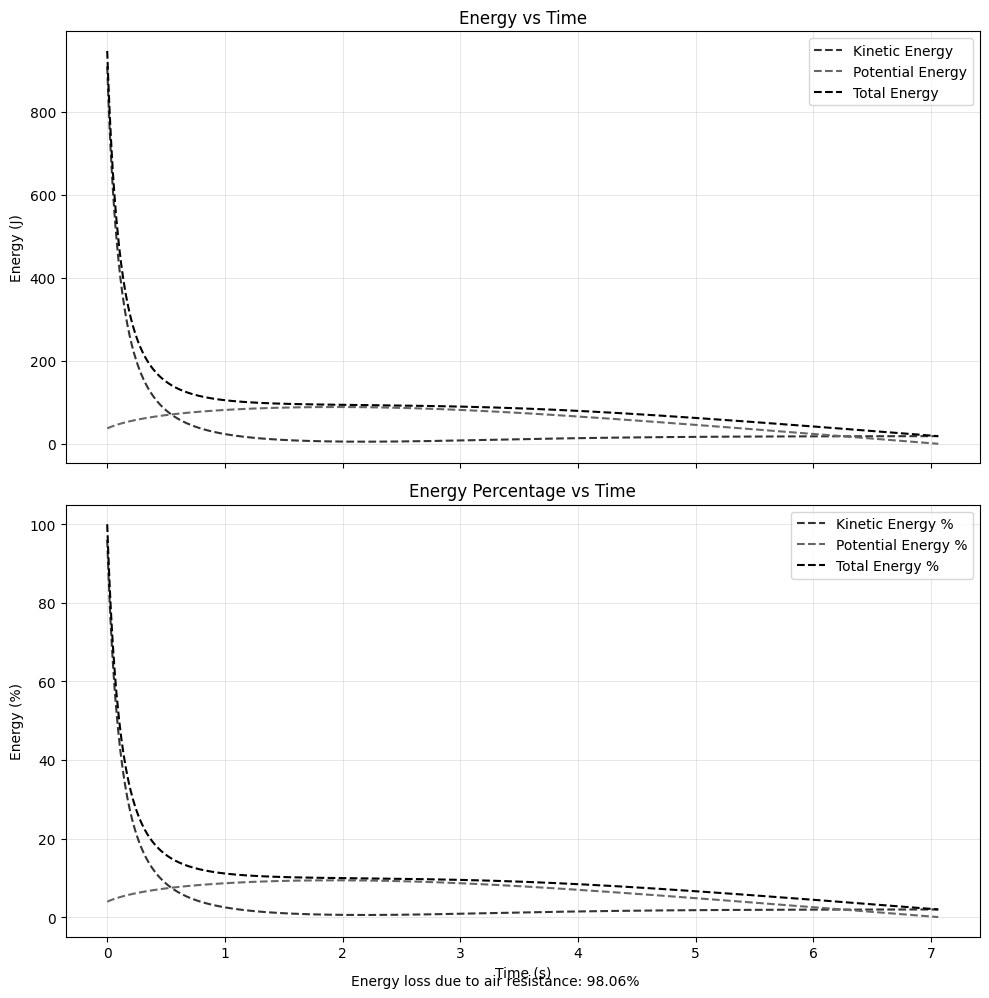 Energy vs Time
Kinetic Energy
Potential Energy
Total Energy
800
600
400
200
0
Energy (J)
Energy Percentage vs Time
Kinetic Energy %
Potential Energy %
Total Energy %
100
80
60
40
20
0
Energy (%)
0 1 2 3 4 5 6 7
Time (s)
Energy loss due to air resistance: 98.06%